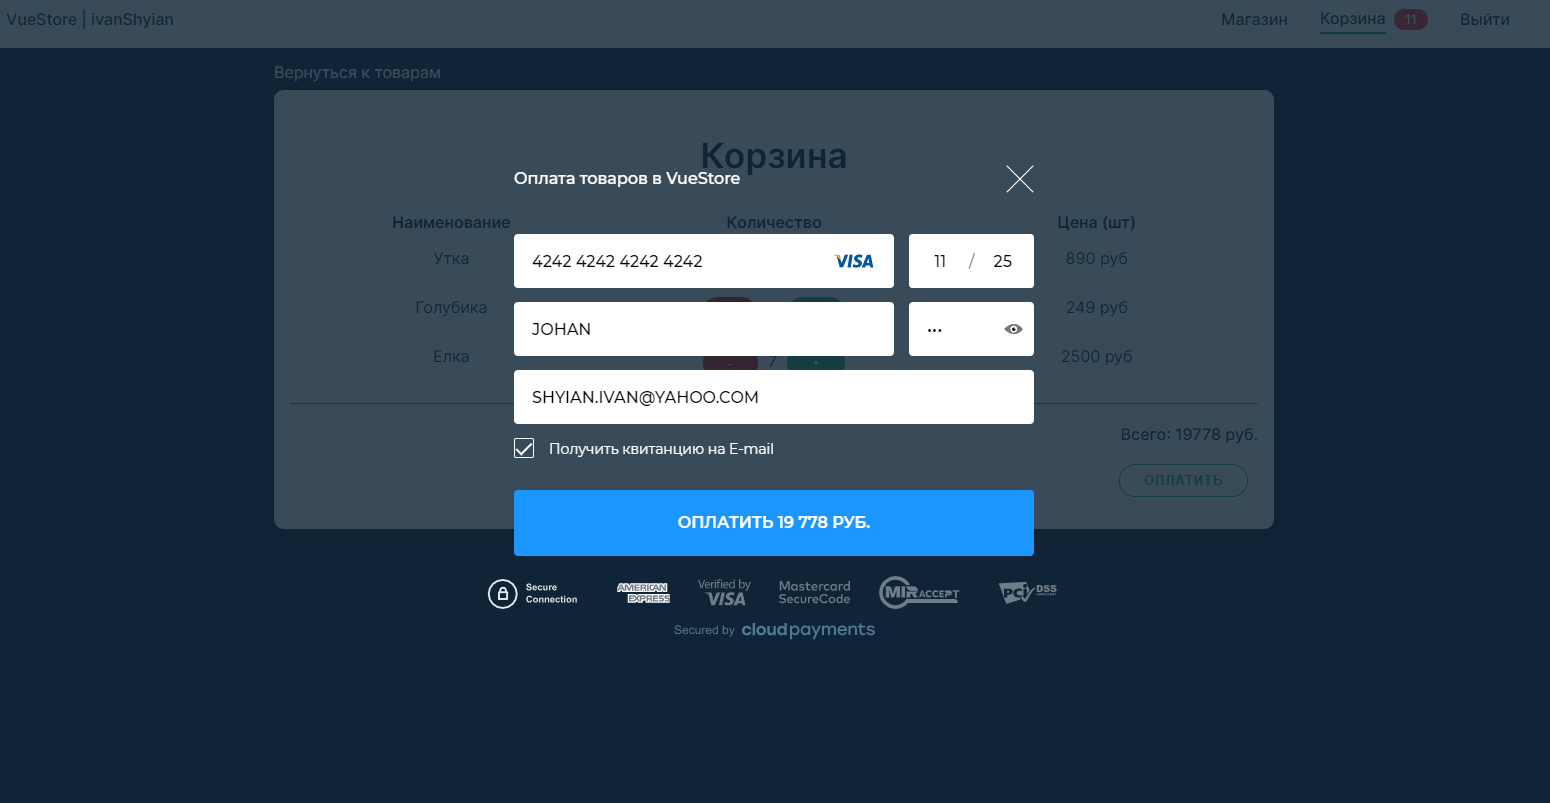 VueStore | ivanShyian Магазин Корзина 11 Выйти
Вернуться к товарам
Корзина
Оплата товаров в VueStore
Наименование Количество Цена (шт)
4242 4242 4242 4242 VISA 11 / 25
Утка 890 руб
Голубика 249 руб
JOHAN •••
Елка - 7 + 2500 руб
SHYIAN.IVAN@YAHOO.COM
Всего: 19778 руб.
Получить квитанцию на E-mail
ОПЛАТИТЬ
ОПЛАТИТЬ 19 778 РУБ.
Secure
Connection
AMERICAN
EXPRESS
Verified by
VISA
Mastercard
SecureCode
MIR ACCEPT
PCI DSS
Secured by cloudpayments